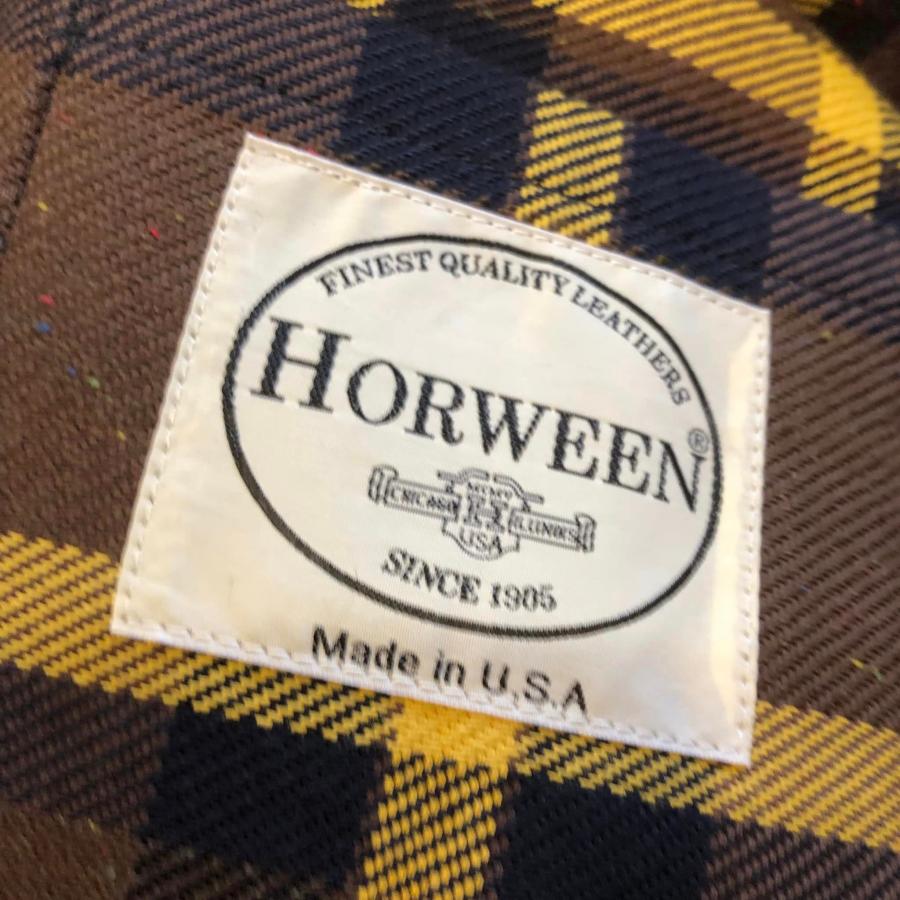 FINEST QUALITY LEATHERS
HORWEEN®
CHICAGO H ILLINOIS
USA
SINCE 1905
Made in U.S.A